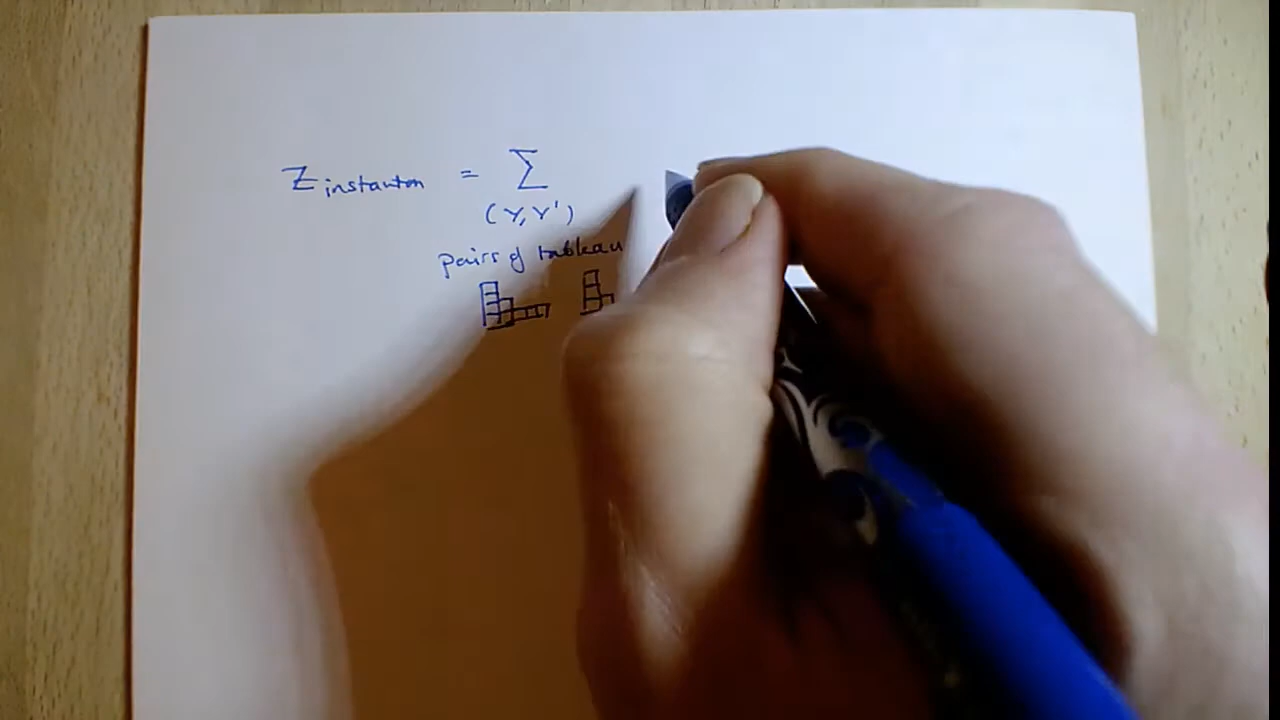 Z instanton = Σ
(Y, Y')
pairs of tableau